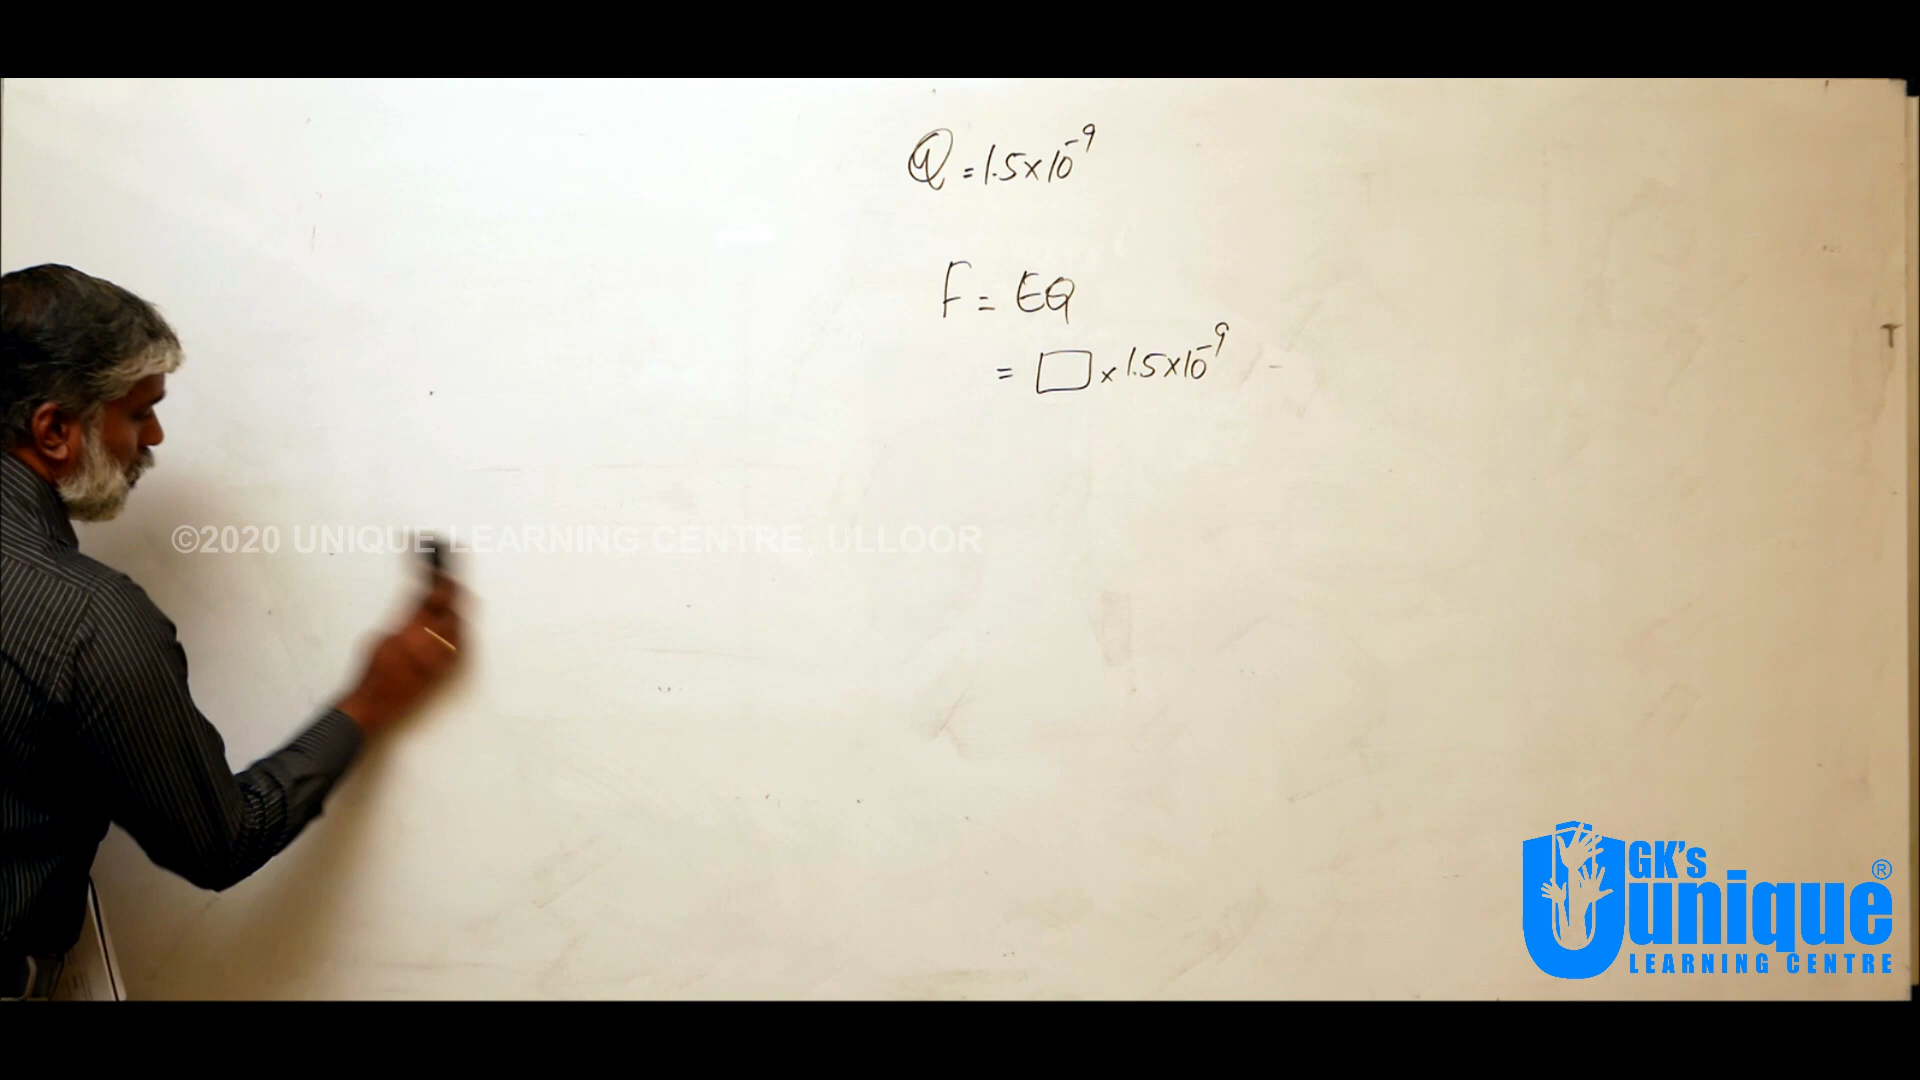 Q = 1.5×10⁻⁹
F = EQ
= □ × 1.5×10⁻⁹
©2020 UNIQUE LEARNING CENTRE, ULLOOR
GK's
unique®
LEARNING CENTRE